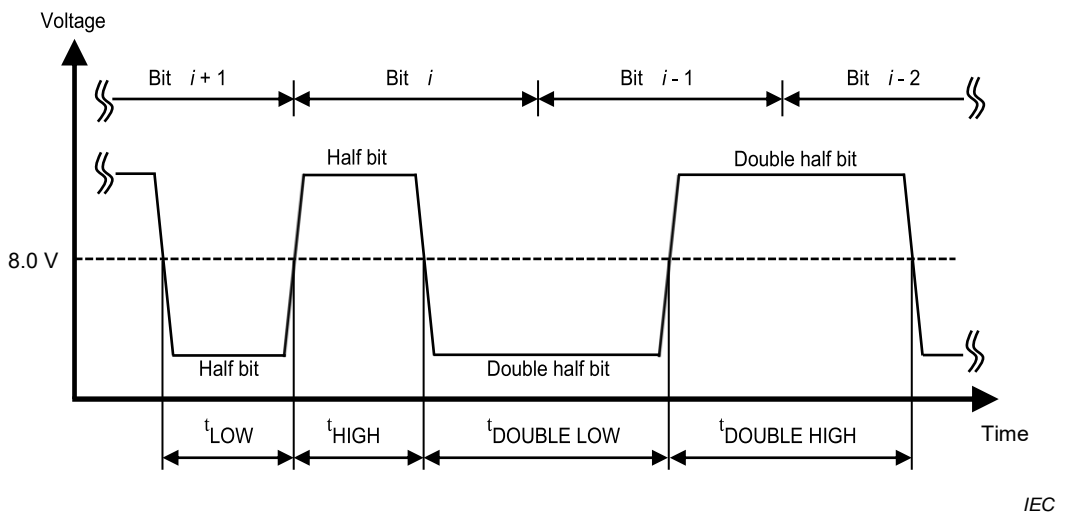 Voltage
Bit i + 1 Bit i Bit i - 1 Bit i - 2
Half bit Double half bit
8.0 V
Half bit Double half bit
tLOW tHIGH tDOUBLE LOW tDOUBLE HIGH
Time
IEC